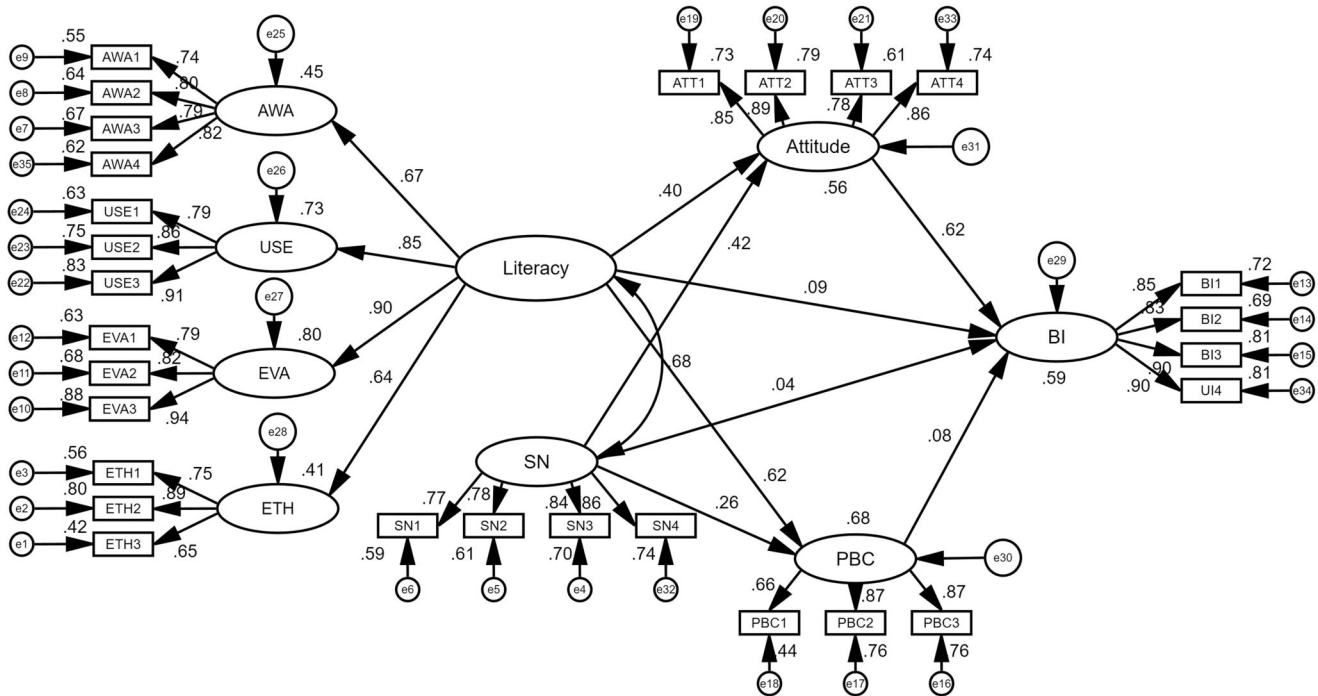 e9 .55 AWA1 .74
e8 .64 AWA2 .80
e7 .67 AWA3 .79
e35 .62 AWA4 .82
e25 .45 AWA
.67
e24 .63 USE1 .79
e23 .75 USE2 .86
e22 .83 USE3 .91
e26 .73 USE
.85
e12 .63 EVA1 .79
e11 .68 EVA2 .82
e10 .88 EVA3 .94
e27 .80 EVA
.90
e3 .56 ETH1 .75
e2 .80 ETH2 .89
e1 .42 ETH3 .65
e28 .41 ETH
.64
Literacy
.40
.42
.09
.68
.62
.04
SN
.26
.77 .78 .84 .86
SN1 SN2 SN3 SN4
.59 .61 .70 .74
e6 e5 e4 e32
e19 e20 e21 e33
.73 .79 .61 .74
ATT1 ATT2 ATT3 ATT4
.85 .89 .78 .86
Attitude
e31
.56
.62
e29
BI
.59
.85 BI1 .72 e13
.83 BI2 .69 e14
.90 BI3 .81 e15
.90 UI4 .81 e34
.08
.68
PBC
e30
.66 .87 .87
PBC1 PBC2 PBC3
.44 .76 .76
e18 e17 e16